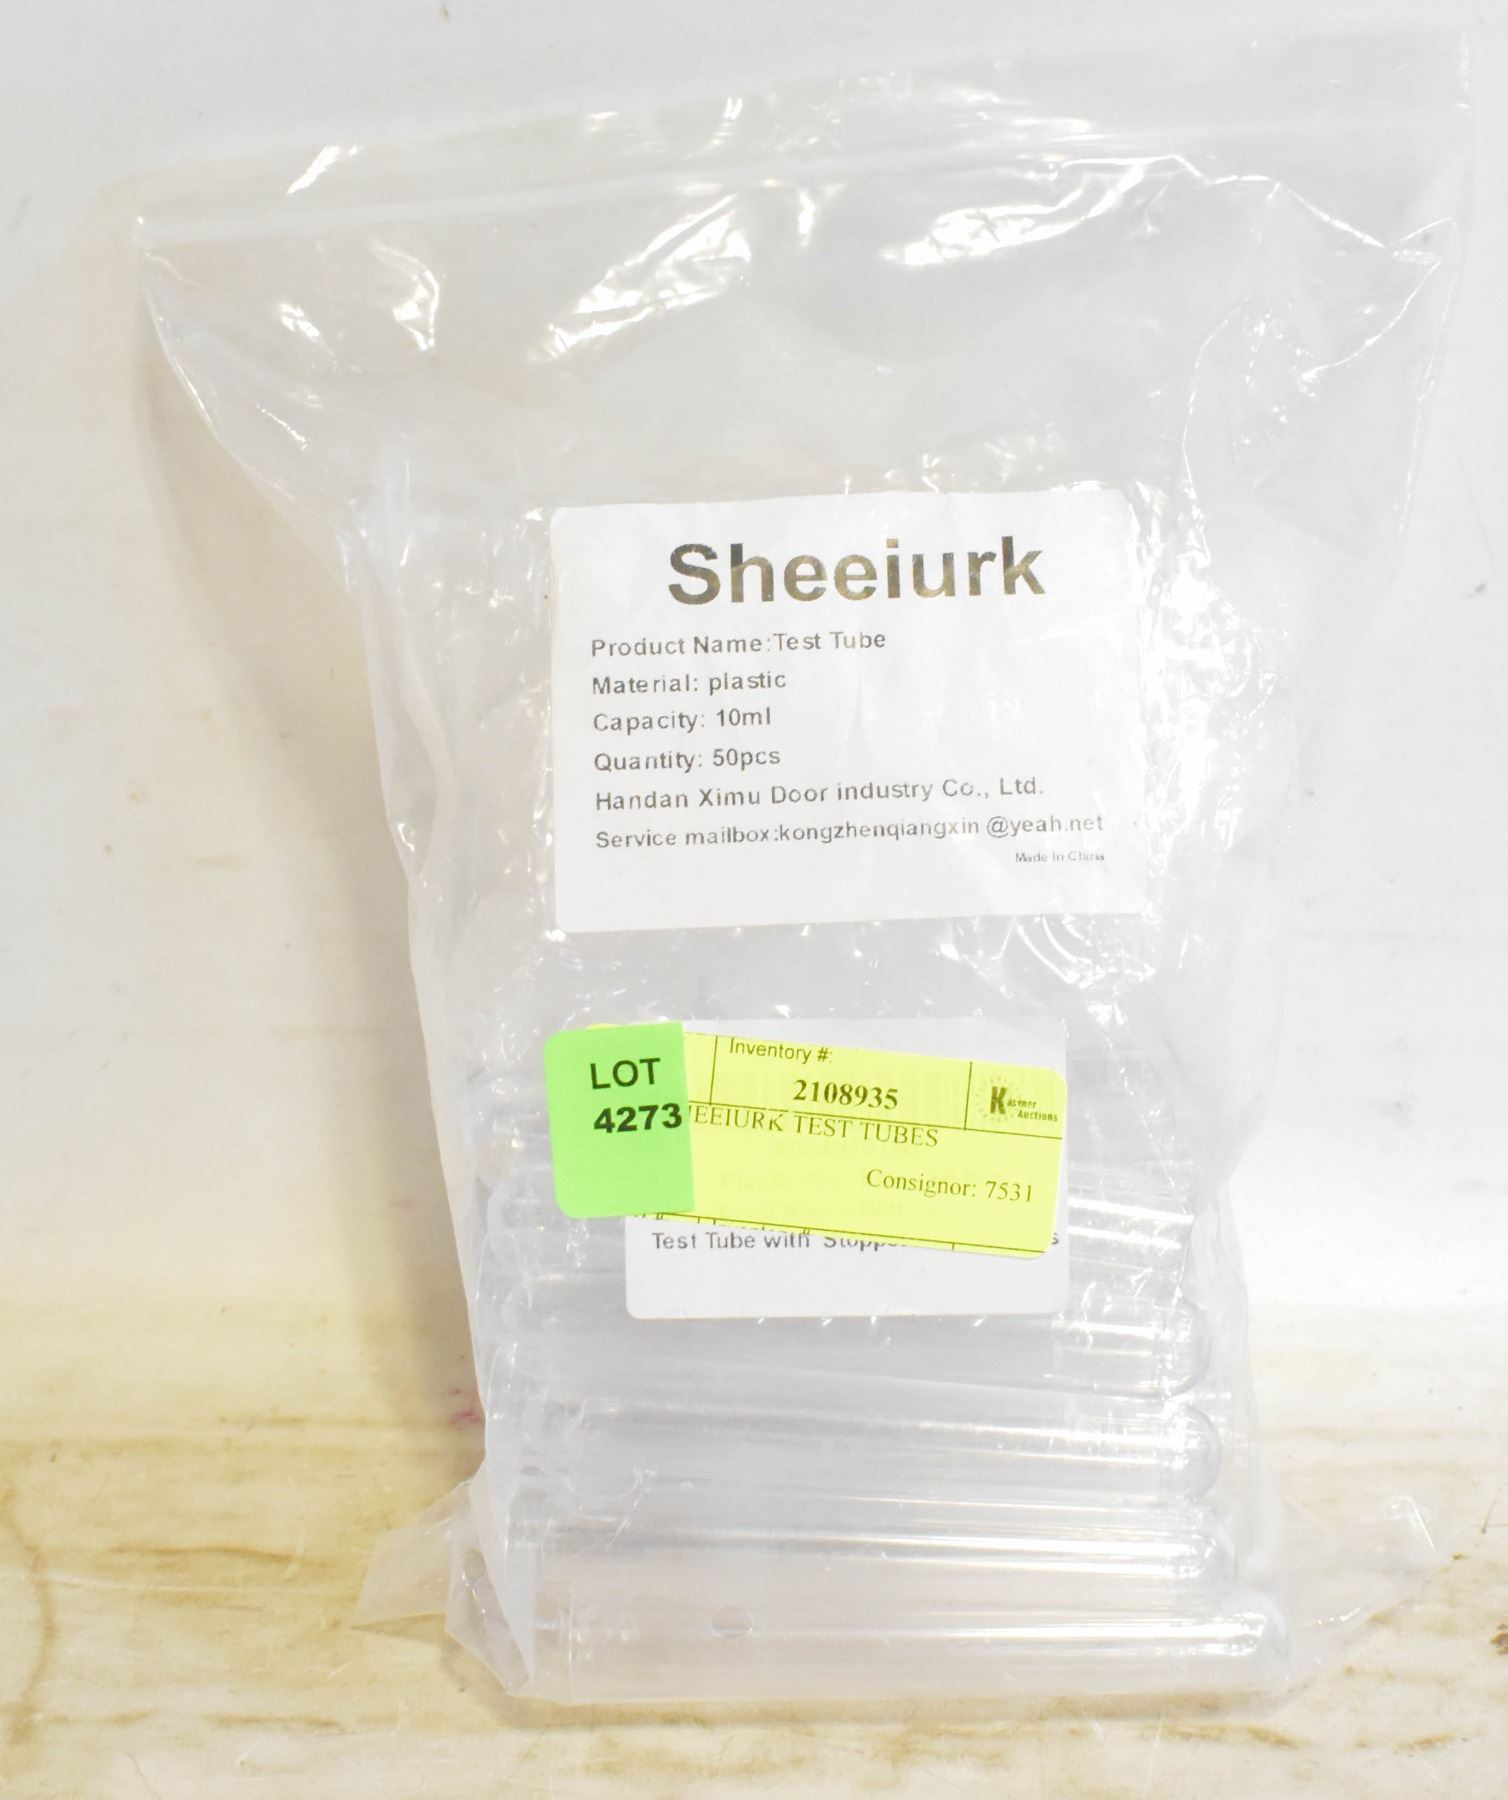 Sheeiurk
Product Name:Test Tube
Material: plastic
Capacity: 10ml
Quantity: 50pcs
Handan Ximu Door industry Co., Ltd.
Service mailbox:kongzhenqiangxin @yeah.net
Made In China
LOT
4273
Inventory #:
2108935
Kastner
Auctions
EEIURK TEST TUBES
Consignor: 7531
Test Tube with